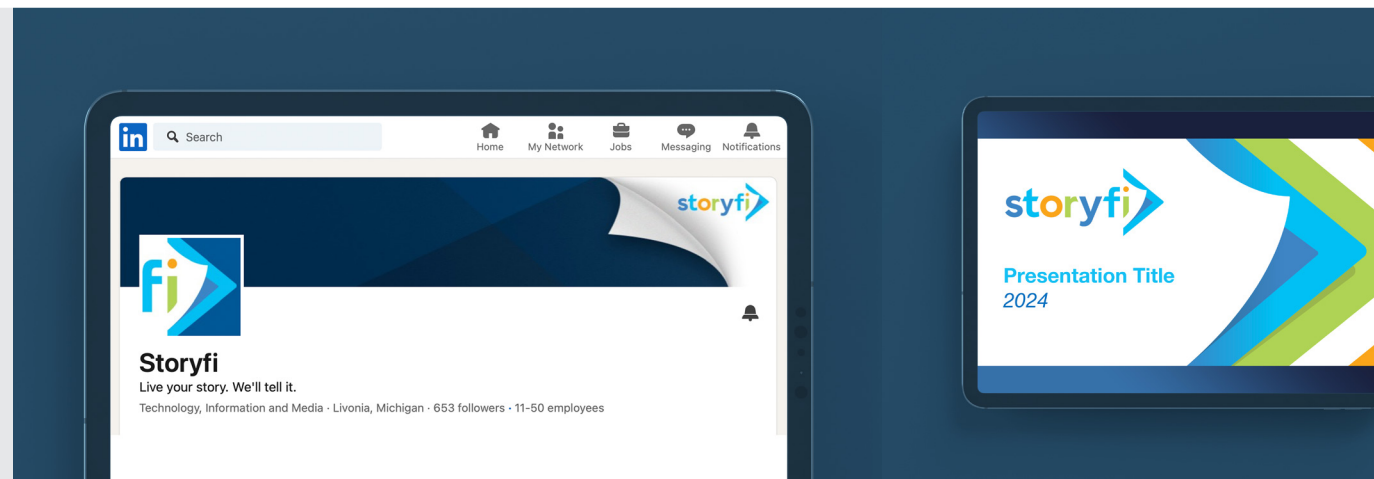 in Search
Home My Network Jobs Messaging Notifications
storyfi
fi
Storyfi
Live your story. We'll tell it.
Technology, Information and Media · Livonia, Michigan · 653 followers · 11-50 employees
storyfi
Presentation Title
2024